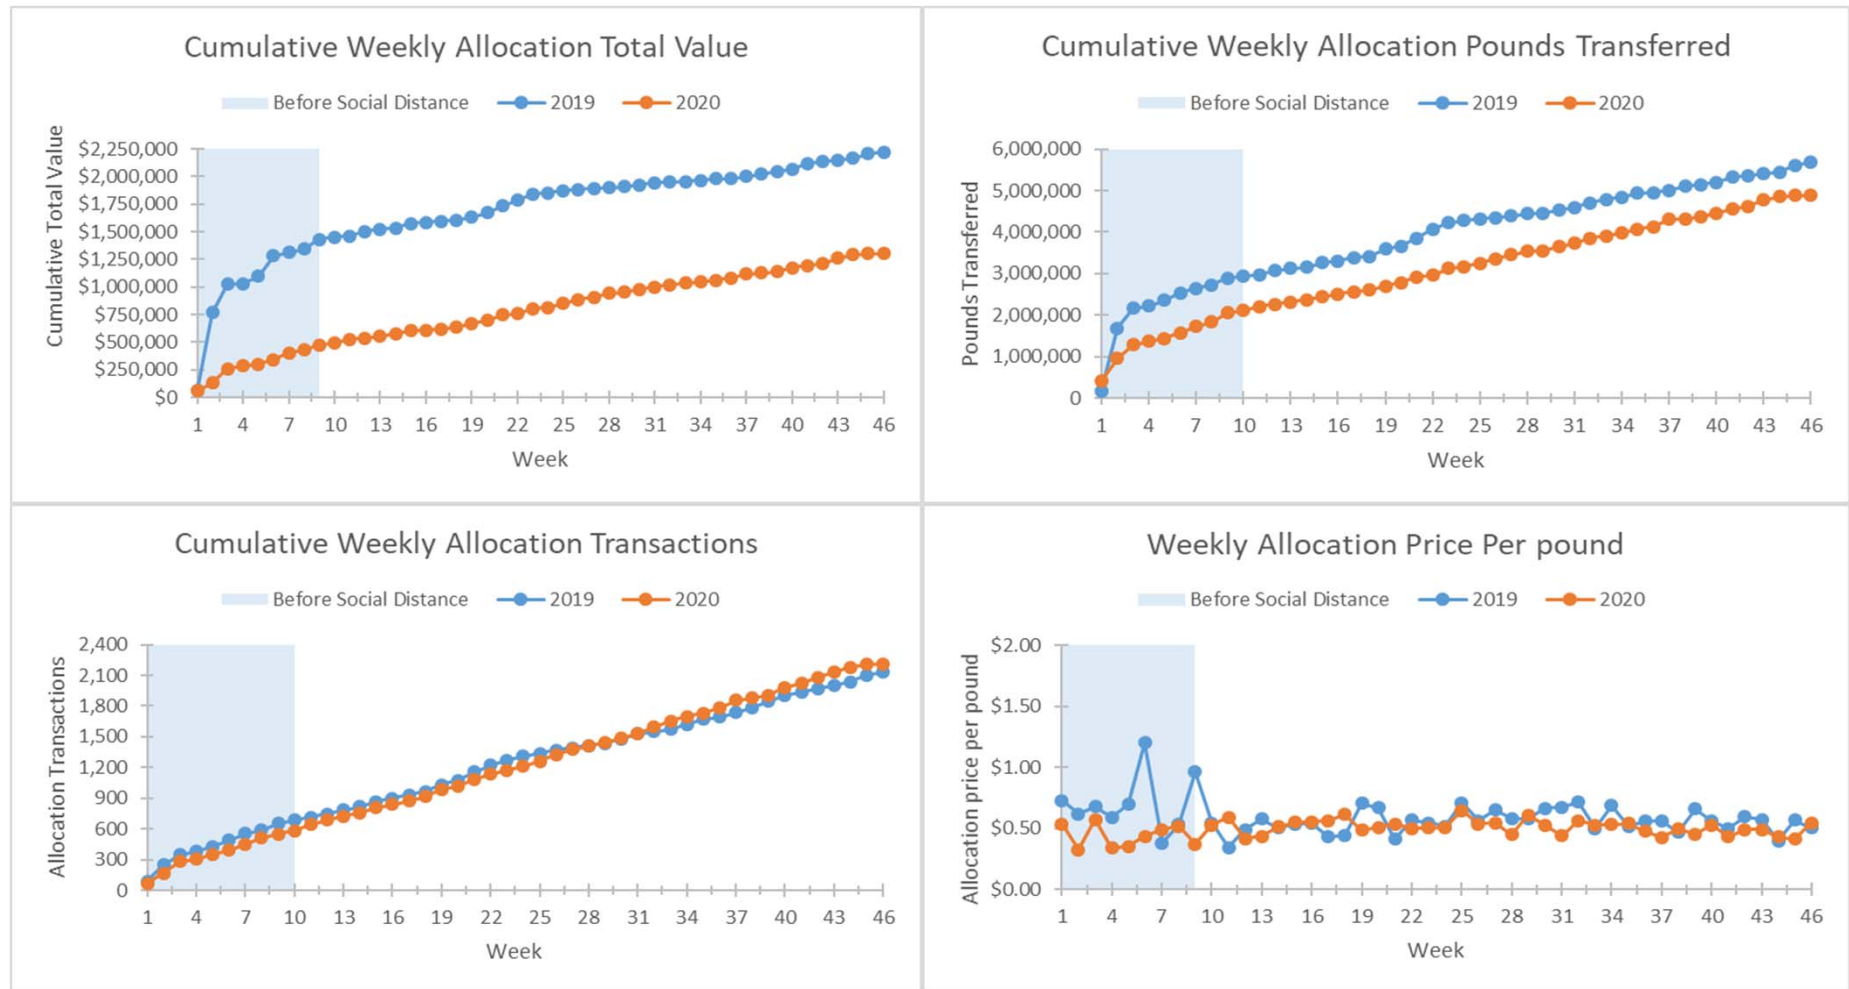 Cumulative Weekly Allocation Total Value
Before Social Distance 2019 2020
Cumulative Total Value
$2,250,000
$2,000,000
$1,750,000
$1,500,000
$1,250,000
$1,000,000
$750,000
$500,000
$250,000
$0
1 4 7 10 13 16 19 22 25 28 31 34 37 40 43 46
Week
Cumulative Weekly Allocation Pounds Transferred
Before Social Distance 2019 2020
Pounds Transferred
6,000,000
5,000,000
4,000,000
3,000,000
2,000,000
1,000,000
0
1 4 7 10 13 16 19 22 25 28 31 34 37 40 43 46
Week
Cumulative Weekly Allocation Transactions
Before Social Distance 2019 2020
Allocation Transactions
2,400
2,100
1,800
1,500
1,200
900
600
300
0
1 4 7 10 13 16 19 22 25 28 31 34 37 40 43 46
Week
Weekly Allocation Price Per pound
Before Social Distance 2019 2020
Allocation price per pound
$2.00
$1.50
$1.00
$0.50
$0.00
1 4 7 10 13 16 19 22 25 28 31 34 37 40 43 46
Week